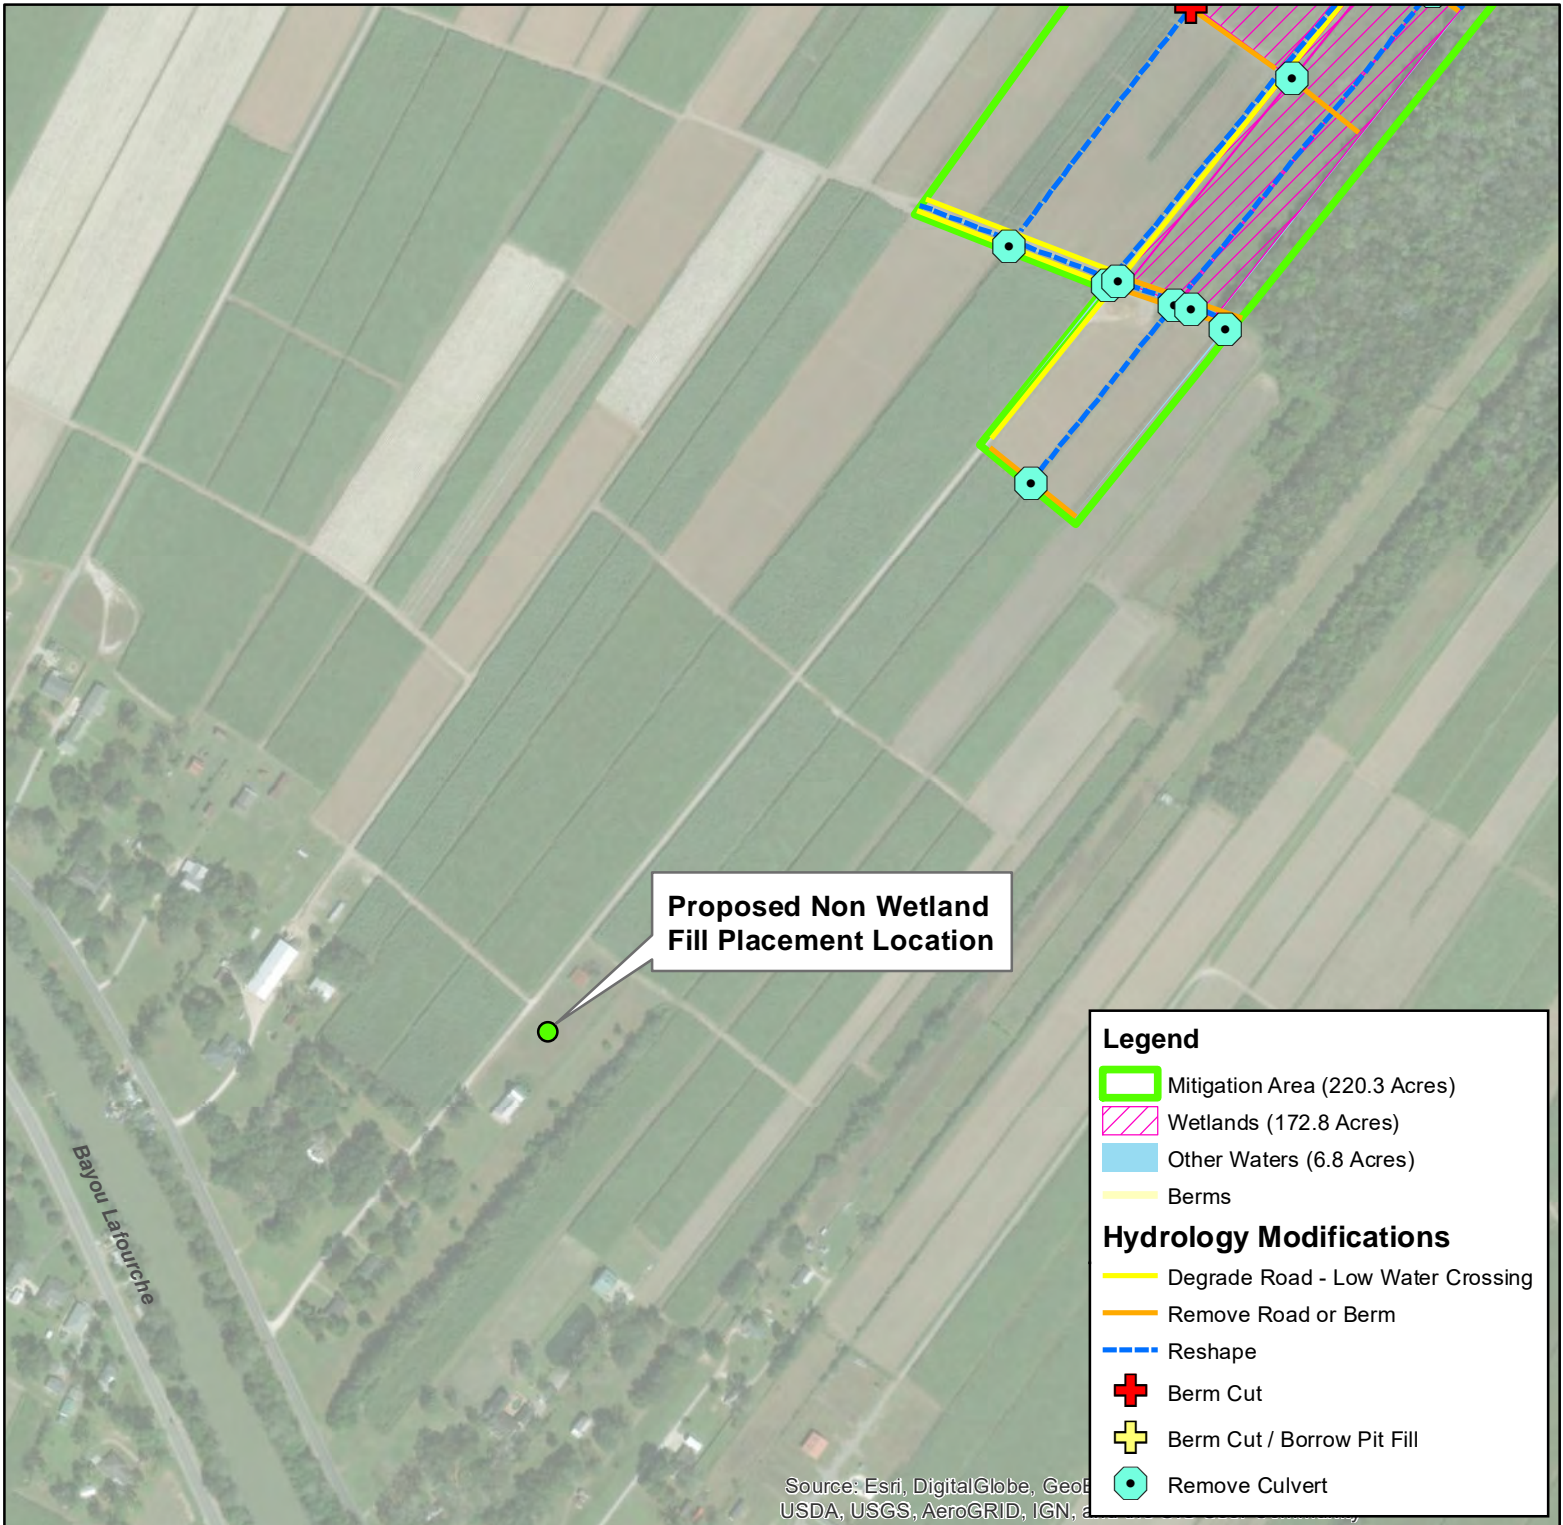 Proposed Non Wetland
Fill Placement Location
Bayou Lafourche
Legend
Mitigation Area (220.3 Acres)
Wetlands (172.8 Acres)
Other Waters (6.8 Acres)
Berms
Hydrology Modifications
Degrade Road - Low Water Crossing
Remove Road or Berm
Reshape
Berm Cut
Berm Cut / Borrow Pit Fill
Remove Culvert
Source: Esri, DigitalGlobe,
USDA, USGS, AeroGRID, IGN,